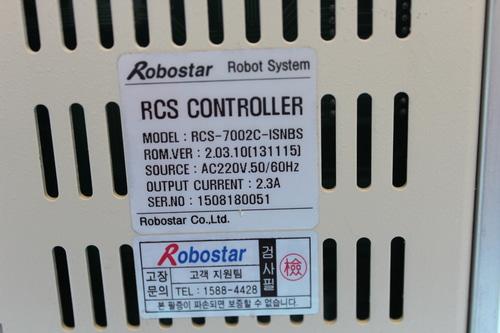 Robostar Robot System
RCS CONTROLLER
MODEL : RCS-7002C-ISNBS
ROM.VER : 2.03.10(131115)
SOURCE : AC220V.50/60Hz
OUTPUT CURRENT : 2.3A
SER.NO : 1508180051
Robostar Co.,Ltd.
Robostar
고장 문의
고객 지원팀
TEL : 1588-4428
검사필
檢
본 필증이 파손되면 보증할 수 없습니다.